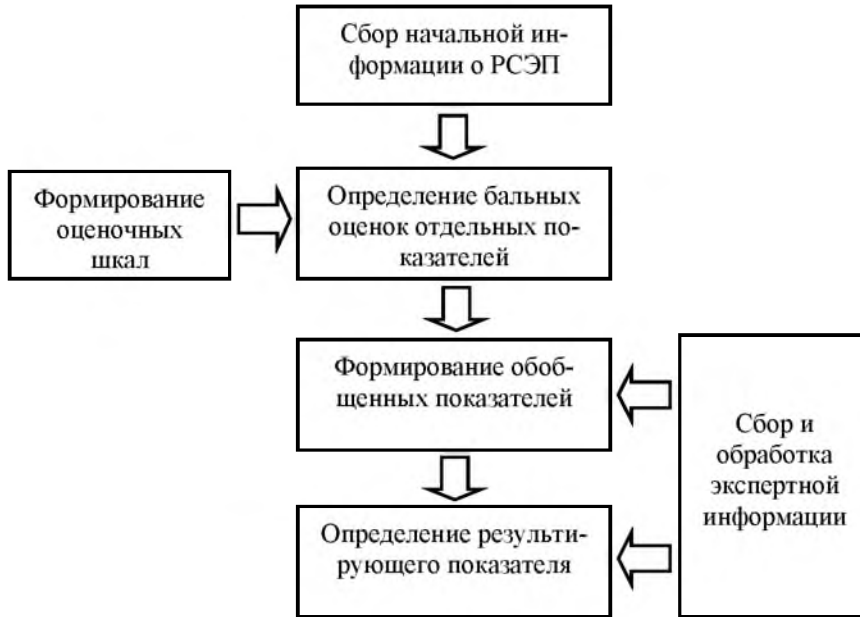 Сбор начальной ин-
формации о РСЭП
Формирование
оценочных
шкал
Определение бальных
оценок отдельных по-
казателей
Формирование обоб-
щенных показателей
Сбор и
обработка
экспертной
информации
Определение результи-
рующего показателя